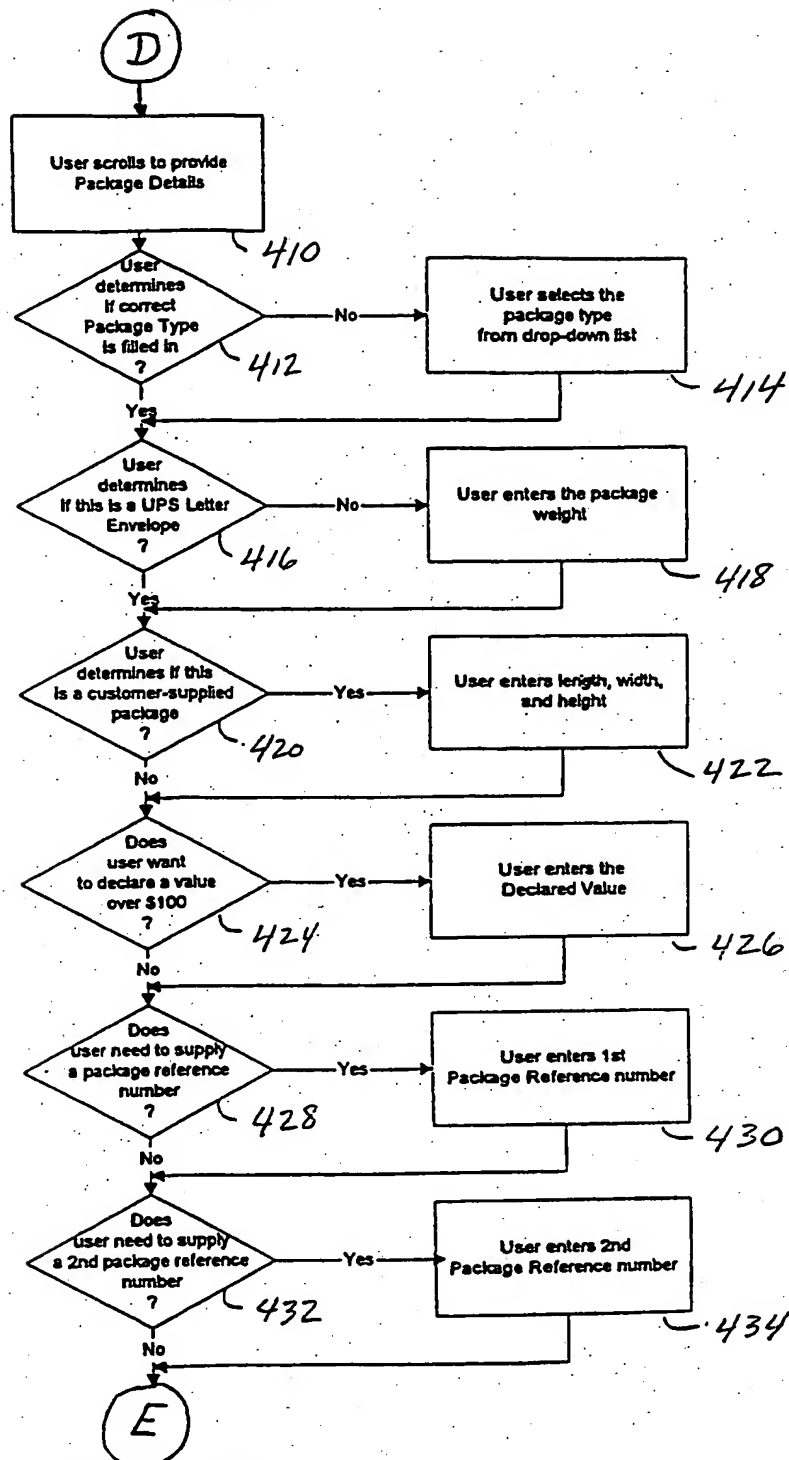 D
User scrolls to provide
Package Details
410
User
determines
if correct
Package Type
is filled in
?
412
No
User selects the
package type
from drop-down list
414
Yes
User
determines
if this is a UPS Letter
Envelope
?
416
No
User enters the package
weight
418
Yes
User
determines if this
is a customer-supplied
package
?
420
Yes
User enters length, width,
and height
422
No
Does
user want
to declare a value
over $100
?
424
Yes
User enters the
Declared Value
426
No
Does
user need to supply
a package reference
number
?
428
Yes
User enters 1st
Package Reference number
430
No
Does
user need to supply
a 2nd package reference
number
?
432
Yes
User enters 2nd
Package Reference number
434
No
E